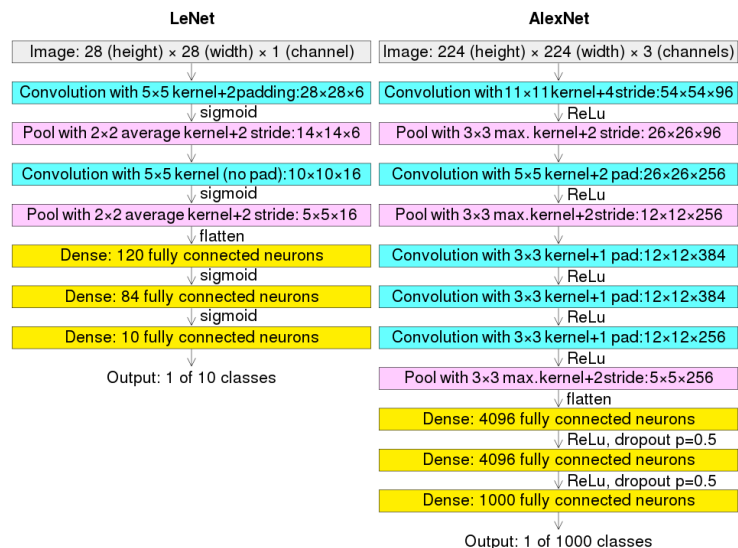 LeNet
Image: 28 (height) × 28 (width) × 1 (channel)
Convolution with 5×5 kernel+2padding:28×28×6
sigmoid
Pool with 2×2 average kernel+2 stride:14×14×6
Convolution with 5×5 kernel (no pad):10×10×16
sigmoid
Pool with 2×2 average kernel+2 stride: 5×5×16
flatten
Dense: 120 fully connected neurons
sigmoid
Dense: 84 fully connected neurons
sigmoid
Dense: 10 fully connected neurons
Output: 1 of 10 classes
AlexNet
Image: 224 (height) × 224 (width) × 3 (channels)
Convolution with 11×11 kernel+4stride:54×54×96
ReLu
Pool with 3×3 max. kernel+2 stride: 26×26×96
Convolution with 5×5 kernel+2 pad:26×26×256
ReLu
Pool with 3×3 max.kernel+2stride:12×12×256
Convolution with 3×3 kernel+1 pad:12×12×384
ReLu
Convolution with 3×3 kernel+1 pad:12×12×384
ReLu
Convolution with 3×3 kernel+1 pad:12×12×256
ReLu
Pool with 3×3 max.kernel+2stride:5×5×256
flatten
Dense: 4096 fully connected neurons
ReLu, dropout p=0.5
Dense: 4096 fully connected neurons
ReLu, dropout p=0.5
Dense: 1000 fully connected neurons
Output: 1 of 1000 classes